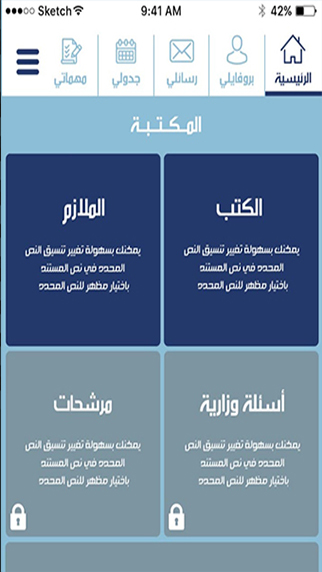 Sketch 9:41 AM 42%
الرئيسية بروفايلي رسائلي جدولي مهماتي
المكتبة
الكتب
يمكنك بسهولة تغيير تنسيق النص
المحدد في نص المستند
باختيار مظهر للنص المحدد
الملازم
يمكنك بسهولة تغيير تنسيق النص
المحدد في نص المستند
باختيار مظهر للنص المحدد
أسئلة وزارية
يمكنك بسهولة تغيير تنسيق النص
المحدد في نص المستند
باختيار مظهر للنص المحدد
مرشحات
يمكنك بسهولة تغيير تنسيق النص
المحدد في نص المستند
باختيار مظهر للنص المحدد